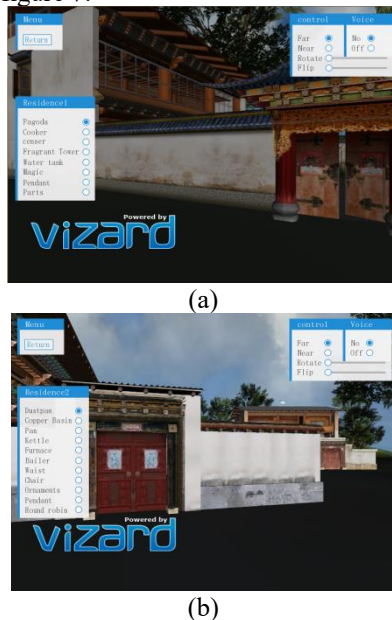 Menu
Return
control
Voice
Far
No
Near
Off
Rotate
Flip
Residence1
Pagoda
Cooker
censer
Fragrant Tower
Water tank
Magic
Pendant
Parts
Powered by
vizard
(a)
Menu
Return
control
Voice
Far
No
Near
Off
Rotate
Flip
Residence2
Dustpan
Copper Basin
Pan
Kettle
Furnace
Bailer
Waist
Chair
Ornaments
Pendant
Round robin
Powered by
vizard
(b)